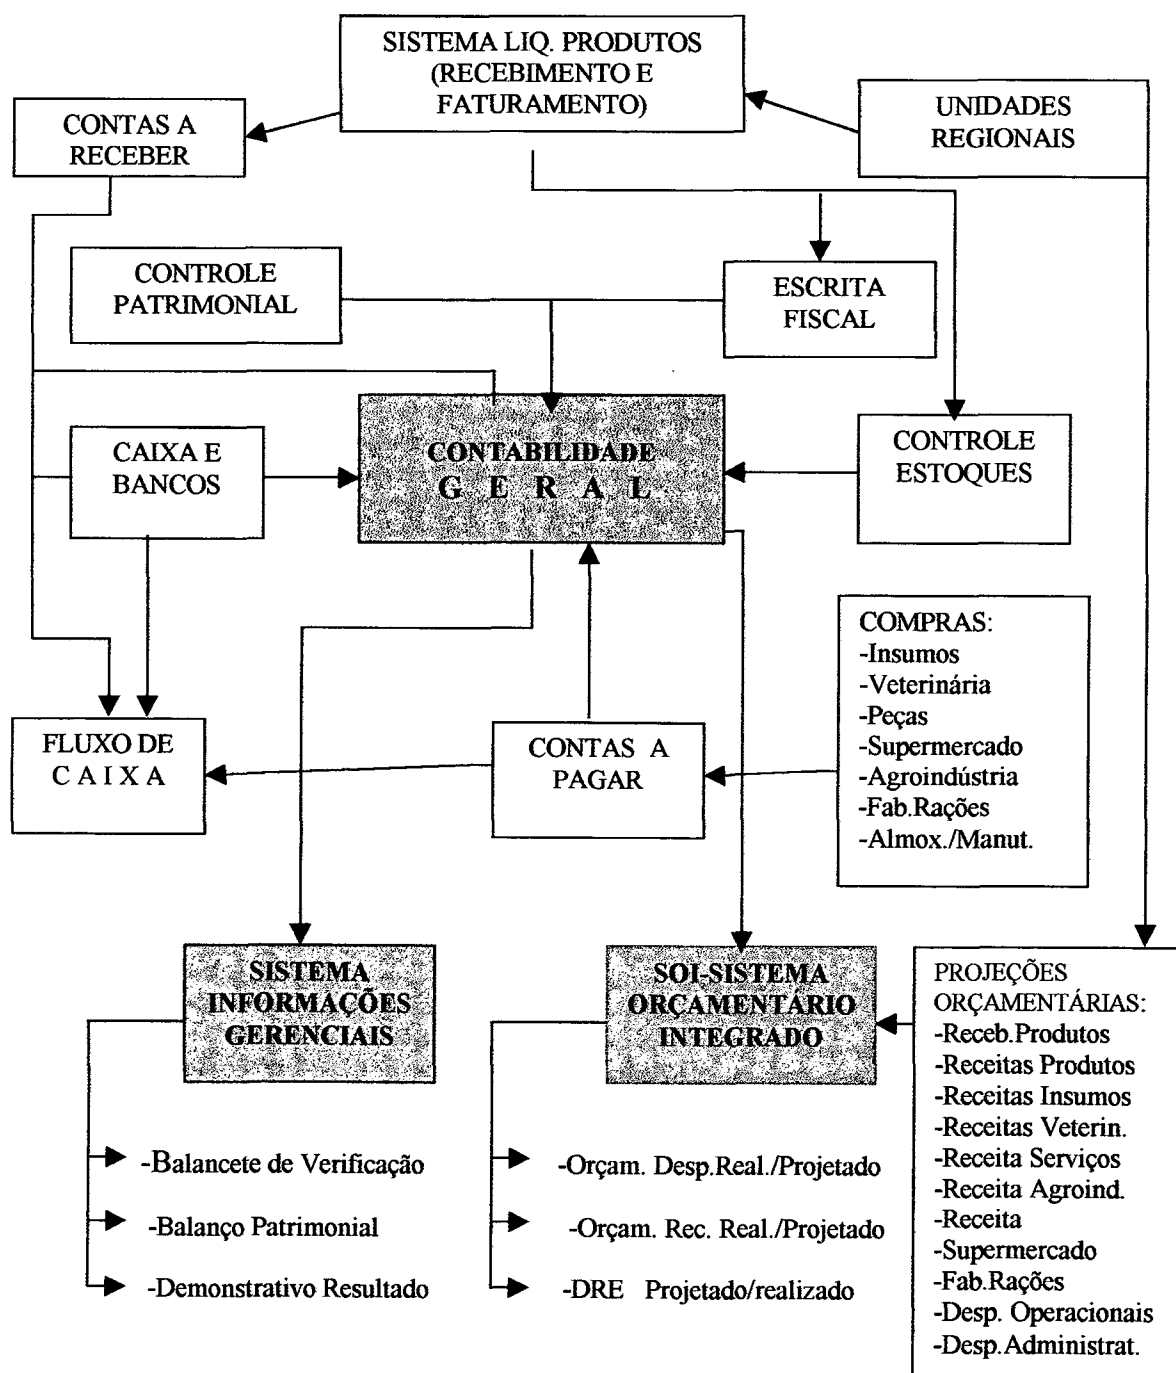 SISTEMA LIQ. PRODUTOS
(RECEBIMENTO E
FATURAMENTO)
UNIDADES
REGIONAIS
CONTAS A
RECEBER
CONTROLE
PATRIMONIAL
ESCRITA
FISCAL
CAIXA E
BANCOS
CONTABILIDADE
G E R A L
CONTROLE
ESTOQUES
COMPRAS:
-Insumos
-Veterinária
-Peças
-Supermercado
-Agroindústria
-Fab.Rações
-Almox./Manut.
FLUXO DE
C A I X A
CONTAS A
PAGAR
SISTEMA
INFORMAÇÕES
GERENCIAIS
SOI-SISTEMA
ORÇAMENTÁRIO
INTEGRADO
PROJEÇÕES
ORÇAMENTÁRIAS:
-Receb.Produtos
-Receitas Produtos
-Receitas Insumos
-Receitas Veterin.
-Receita Serviços
-Receita Agroind.
-Receita
-Supermercado
-Fab.Rações
-Desp. Operacionais
-Desp.Administrat.
-Balancete de Verificação
-Balanço Patrimonial
-Demonstrativo Resultado
-Orçam. Desp.Real./Projetado
-Orçam. Rec. Real./Projetado
-DRE Projetado/realizado